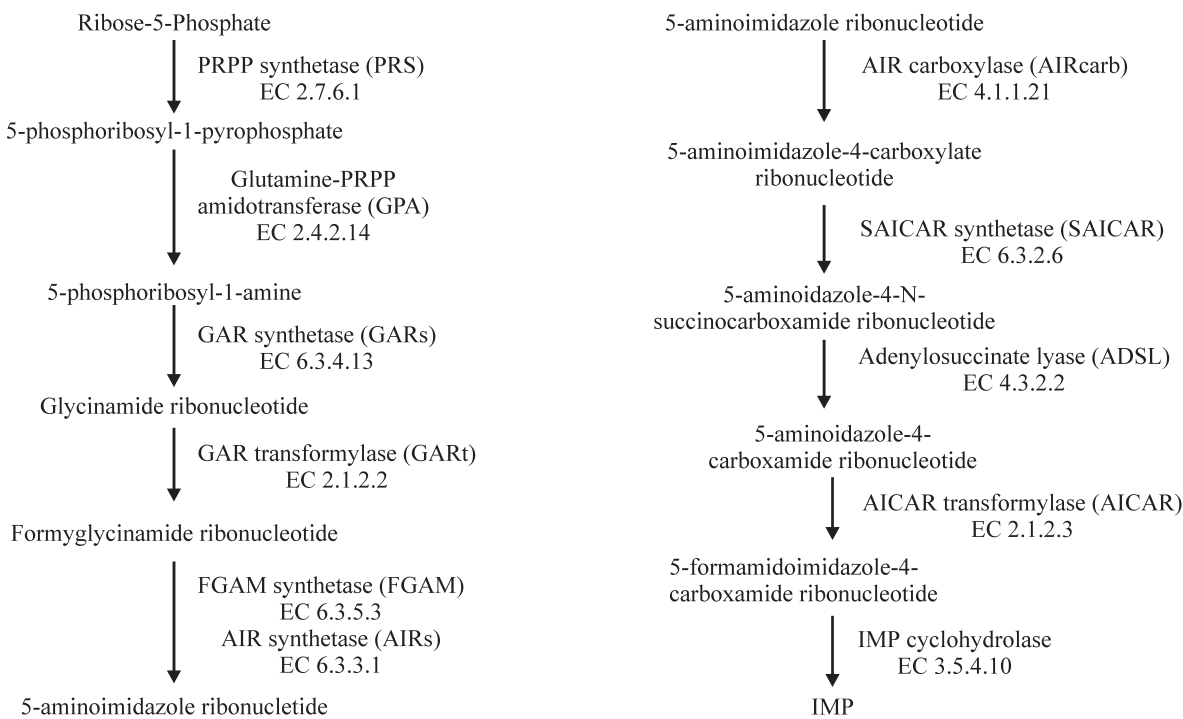 Ribose-5-Phosphate
PRPP synthetase (PRS)
EC 2.7.6.1
5-phosphoribosyl-1-pyrophosphate
Glutamine-PRPP
amidotransferase (GPA)
EC 2.4.2.14
5-phosphoribosyl-1-amine
GAR synthetase (GARs)
EC 6.3.4.13
Glycinamide ribonucleotide
GAR transformylase (GARt)
EC 2.1.2.2
Formyglycinamide ribonucleotide
FGAM synthetase (FGAM)
EC 6.3.5.3
AIR synthetase (AIRs)
EC 6.3.3.1
5-aminoimidazole ribonucletide
5-aminoimidazole ribonucleotide
AIR carboxylase (AIRcarb)
EC 4.1.1.21
5-aminoimidazole-4-carboxylate
ribonucleotide
SAICAR synthetase (SAICAR)
EC 6.3.2.6
5-aminoidazole-4-N-
succinocarboxamide ribonucleotide
Adenylosuccinate lyase (ADSL)
EC 4.3.2.2
5-aminoidazole-4-
carboxamide ribonucleotide
AICAR transformylase (AICAR)
EC 2.1.2.3
5-formamidoimidazole-4-
carboxamide ribonucleotide
IMP cyclohydrolase
EC 3.5.4.10
IMP